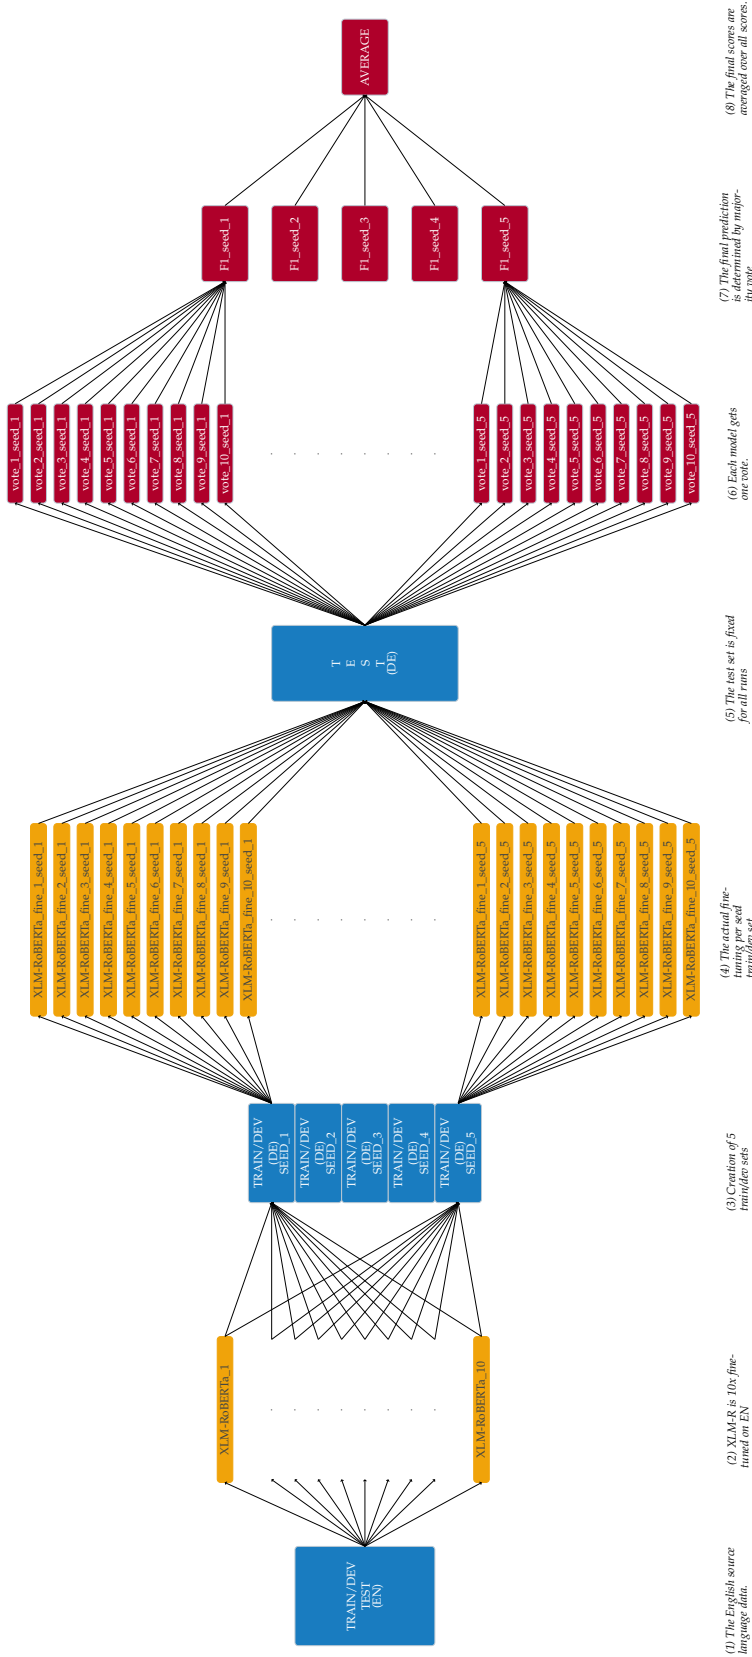 TRAIN/DEV
TEST
(EN)
XLM-RoBERTa_1
XLM-RoBERTa_10
TRAIN/DEV
(DE)
SEED_1
TRAIN/DEV
(DE)
SEED_2
TRAIN/DEV
(DE)
SEED_3
TRAIN/DEV
(DE)
SEED_4
TRAIN/DEV
(DE)
SEED_5
XLM-RoBERTa_fine_1_seed_1
XLM-RoBERTa_fine_2_seed_1
XLM-RoBERTa_fine_3_seed_1
XLM-RoBERTa_fine_4_seed_1
XLM-RoBERTa_fine_5_seed_1
XLM-RoBERTa_fine_6_seed_1
XLM-RoBERTa_fine_7_seed_1
XLM-RoBERTa_fine_8_seed_1
XLM-RoBERTa_fine_9_seed_1
XLM-RoBERTa_fine_10_seed_1
XLM-RoBERTa_fine_1_seed_5
XLM-RoBERTa_fine_2_seed_5
XLM-RoBERTa_fine_3_seed_5
XLM-RoBERTa_fine_4_seed_5
XLM-RoBERTa_fine_5_seed_5
XLM-RoBERTa_fine_6_seed_5
XLM-RoBERTa_fine_7_seed_5
XLM-RoBERTa_fine_8_seed_5
XLM-RoBERTa_fine_9_seed_5
XLM-RoBERTa_fine_10_seed_5
T
E
S
T
(DE)
vote_1_seed_1
vote_2_seed_1
vote_3_seed_1
vote_4_seed_1
vote_5_seed_1
vote_6_seed_1
vote_7_seed_1
vote_8_seed_1
vote_9_seed_1
vote_10_seed_1
vote_1_seed_5
vote_2_seed_5
vote_3_seed_5
vote_4_seed_5
vote_5_seed_5
vote_6_seed_5
vote_7_seed_5
vote_8_seed_5
vote_9_seed_5
vote_10_seed_5
F1_seed_1
F1_seed_2
F1_seed_3
F1_seed_4
F1_seed_5
AVERAGE
(1) The English source
language data.
(2) XLM-R is 10x fine-
tuned on EN
(3) Creation of 5
train/dev sets
(4) The actual fine-
tuning per seed
train/dev set
(5) The test set is fixed
for all runs
(6) Each model gets
one vote.
(7) The final prediction
is determined by major-
ity vote
(8) The final scores are
averaged over all scores.